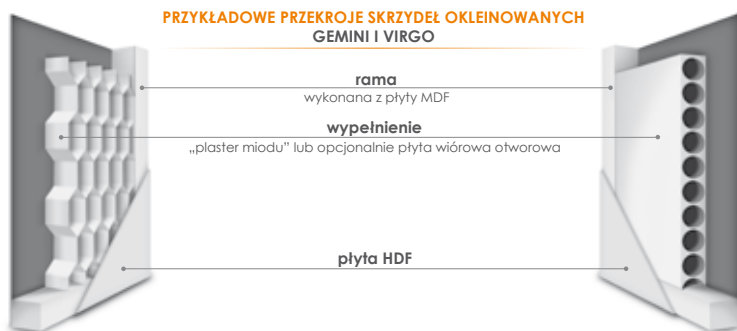 PRZYKŁADOWE PRZEKROJE SKRZYDEŁ OKLEINOWANYCH
GEMINI I VIRGO
rama
wykonana z płyty MDF
wypełnienie
„plaster miodu” lub opcjonalnie płyta wiórowa otworowa
płyta HDF